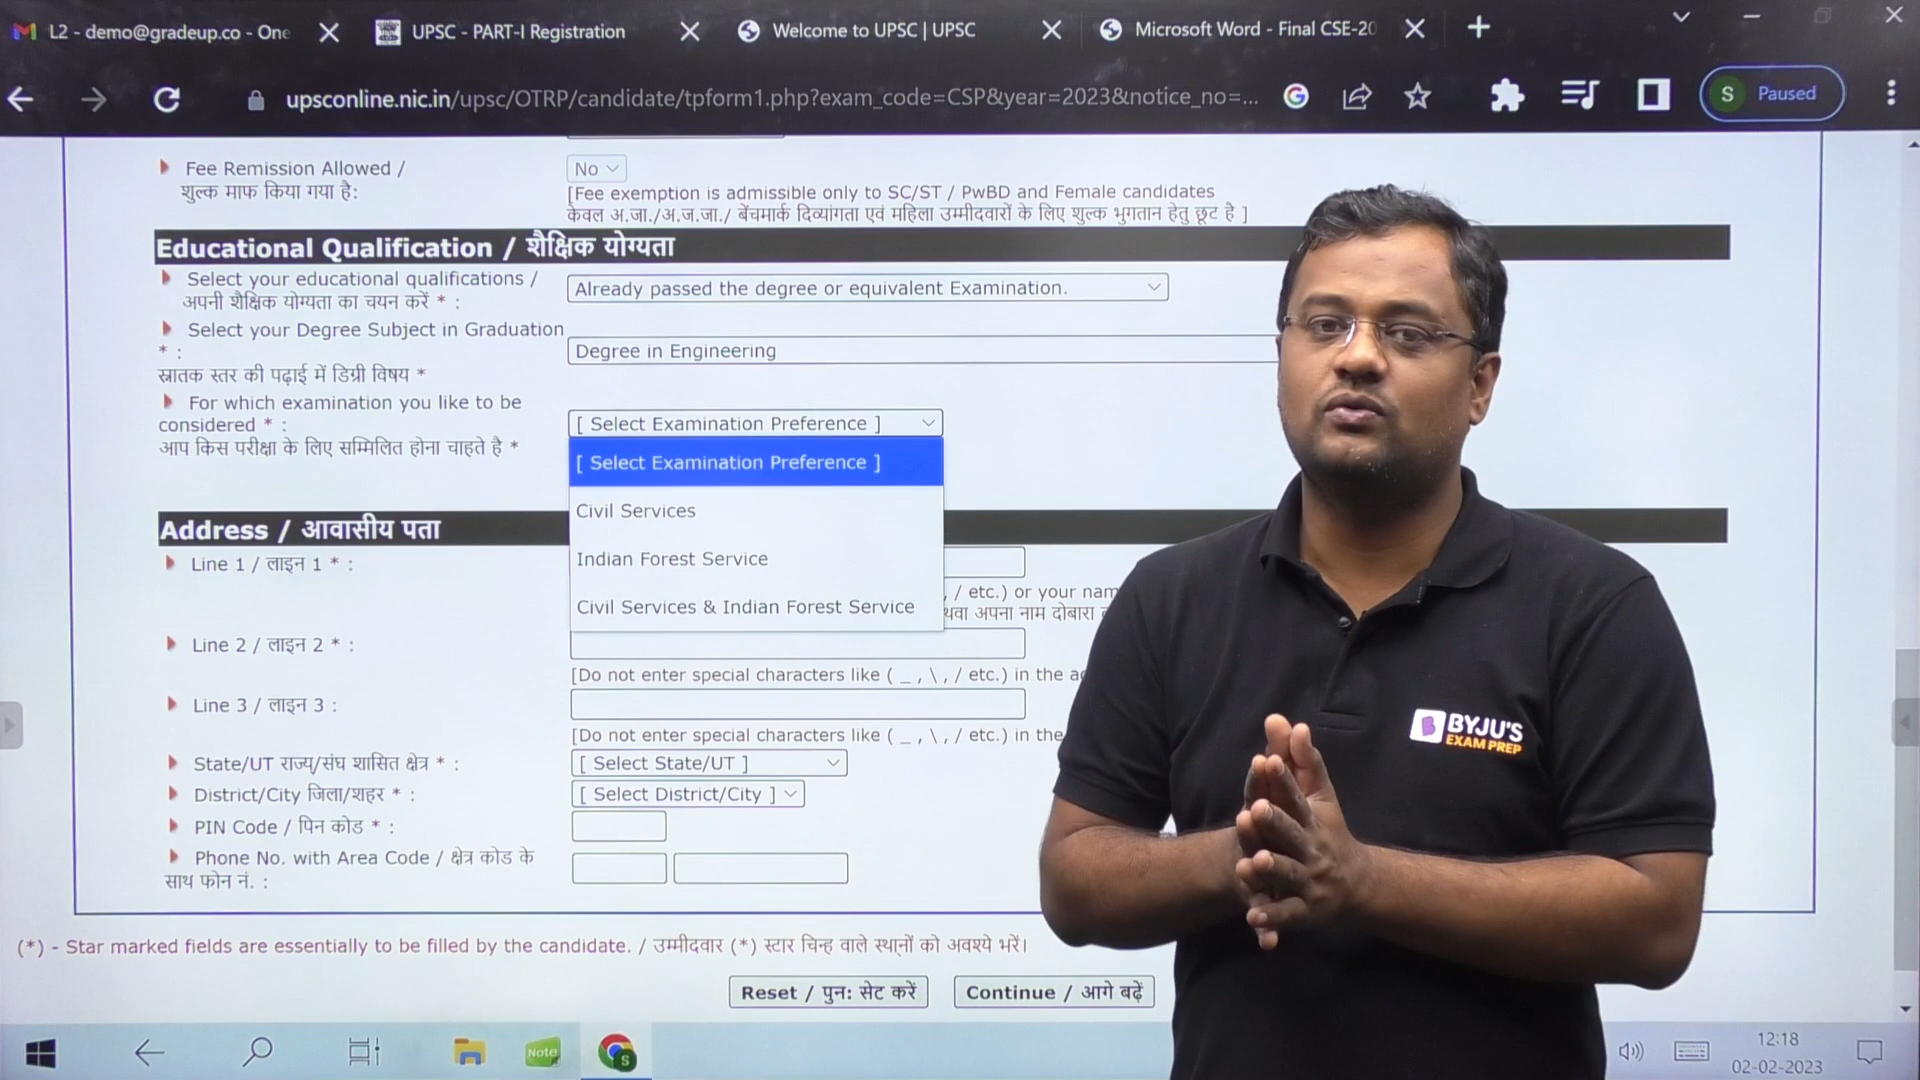 L2 - demo@gradeup.co - One
UPSC - PART-I Registration
Welcome to UPSC | UPSC
Microsoft Word - Final CSE-20
upsconline.nic.in/upsc/OTRP/candidate/tpform1.php?exam_code=CSP&year=2023&notice_no=...
S Paused
Fee Remission Allowed /
शुल्क माफ किया गया है:
No
[Fee exemption is admissible only to SC/ST / PwBD and Female candidates
केवल अ.जा./अ.ज.जा./ बेंचमार्क दिव्यांगता एवं महिला उम्मीदवारों के लिए शुल्क भुगतान हेतु छूट है ]
Educational Qualification / शैक्षिक योग्यता
Select your educational qualifications /
अपनी शैक्षिक योग्यता का चयन करें * :
Already passed the degree or equivalent Examination.
Select your Degree Subject in Graduation
* :
स्नातक स्तर की पढ़ाई में डिग्री विषय *
Degree in Engineering
For which examination you like to be
considered * :
आप किस परीक्षा के लिए सम्मिलित होना चाहते है *
[ Select Examination Preference ]
[ Select Examination Preference ]
Civil Services
Indian Forest Service
Civil Services & Indian Forest Service
Address / आवासीय पता
Line 1 / लाइन 1 * :
/ etc.) or your nam
अपना नाम दोबारा
Line 2 / लाइन 2 * :
[Do not enter special characters like ( _ , \ , / etc.) in the
Line 3 / लाइन 3 :
[Do not enter special characters like ( _ , \ , / etc.) in the
State/UT राज्य/संघ शासित क्षेत्र * :
[ Select State/UT ]
District/City जिला/शहर * :
[ Select District/City ]
PIN Code / पिन कोड * :
Phone No. with Area Code / क्षेत्र कोड के
साथ फोन नं. :
(*) - Star marked fields are essentially to be filled by the candidate. / उम्मीदवार (*) स्टार चिन्ह वाले स्थानों को अवश्ये भरें।
Reset / पुन: सेट करें
Continue / आगे बढ़ें
BYJU'S
EXAM PREP
Note
S
12:18
02-02-2023